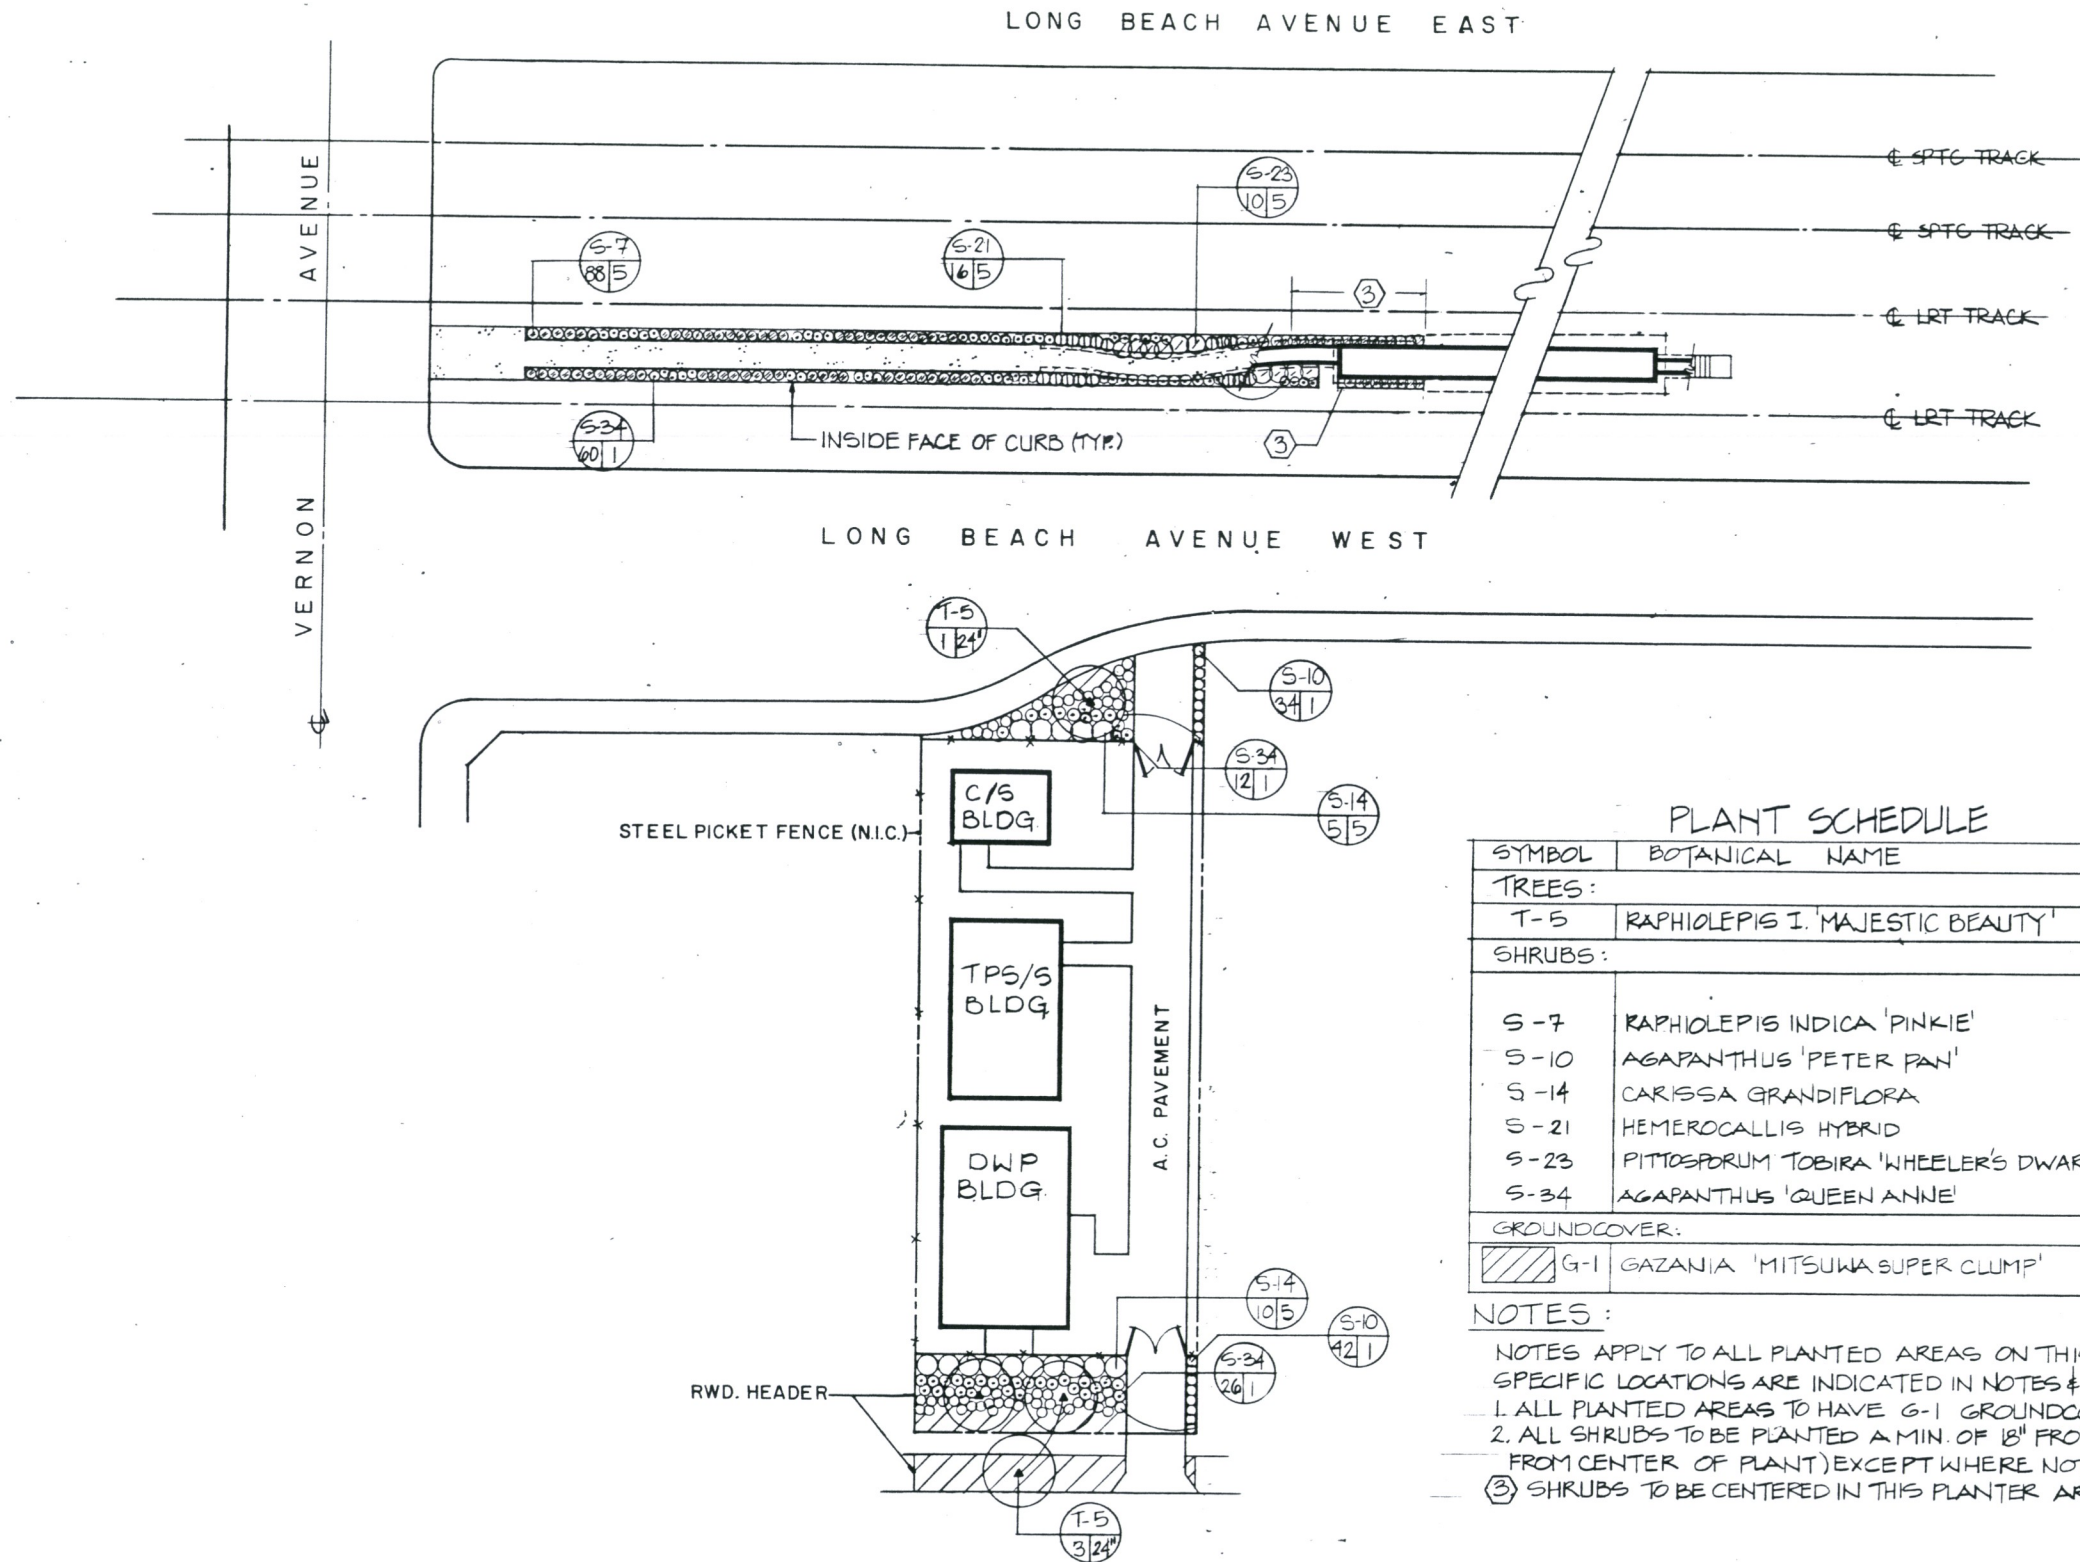 LONG BEACH AVENUE EAST
VERNON AVENUE
℄ SPTC TRACK
℄ SPTC TRACK
℄ LRT TRACK
℄ LRT TRACK
S-23
10 5
S-7
88 5
S-21
16 5
3
S-34
60 1
INSIDE FACE OF CURB (TYP.)
3
LONG BEACH AVENUE WEST
T-5
1 24"
S-10
34 1
S-34
12 1
S-14
5 5
C/S
BLDG.
STEEL PICKET FENCE (N.I.C.)
TPS/S
BLDG
A.C. PAVEMENT
DWP
BLDG.
S-14
10 5
S-10
42 1
S-34
26 1
RWD. HEADER
T-5
3 24"
PLANT SCHEDULE
SYMBOL BOTANICAL NAME
TREES:
T-5 RAPHIOLEPIS I. 'MAJESTIC BEAUTY'
SHRUBS:
S-7 RAPHIOLEPIS INDICA 'PINKIE'
S-10 AGAPANTHUS 'PETER PAN'
S-14 CARISSA GRANDIFLORA
S-21 HEMEROCALLIS HYBRID
S-23 PITTOSPORUM TOBIRA 'WHEELER'S DWAR
S-34 AGAPANTHUS 'QUEEN ANNE'
GROUNDCOVER:
G-1 GAZANIA 'MITSUWA SUPER CLUMP'
NOTES:
NOTES APPLY TO ALL PLANTED AREAS ON THI
SPECIFIC LOCATIONS ARE INDICATED IN NOTES &
1. ALL PLANTED AREAS TO HAVE G-1 GROUNDCO
2. ALL SHRUBS TO BE PLANTED A MIN. OF 18" FRO
FROM CENTER OF PLANT) EXCEPT WHERE NO
3 SHRUBS TO BE CENTERED IN THIS PLANTER AR